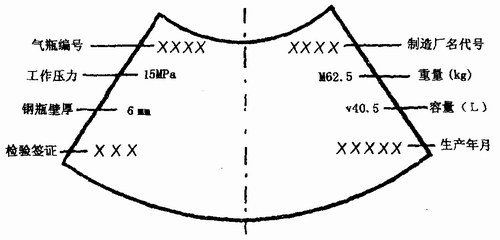 气瓶编号 XXXX XXXX 制造厂名代号
工作压力 15MPa M62.5 重量(kg)
钢瓶壁厚 6mm v40.5 容量(L)
检验签证 XXX XXXXX 生产年月